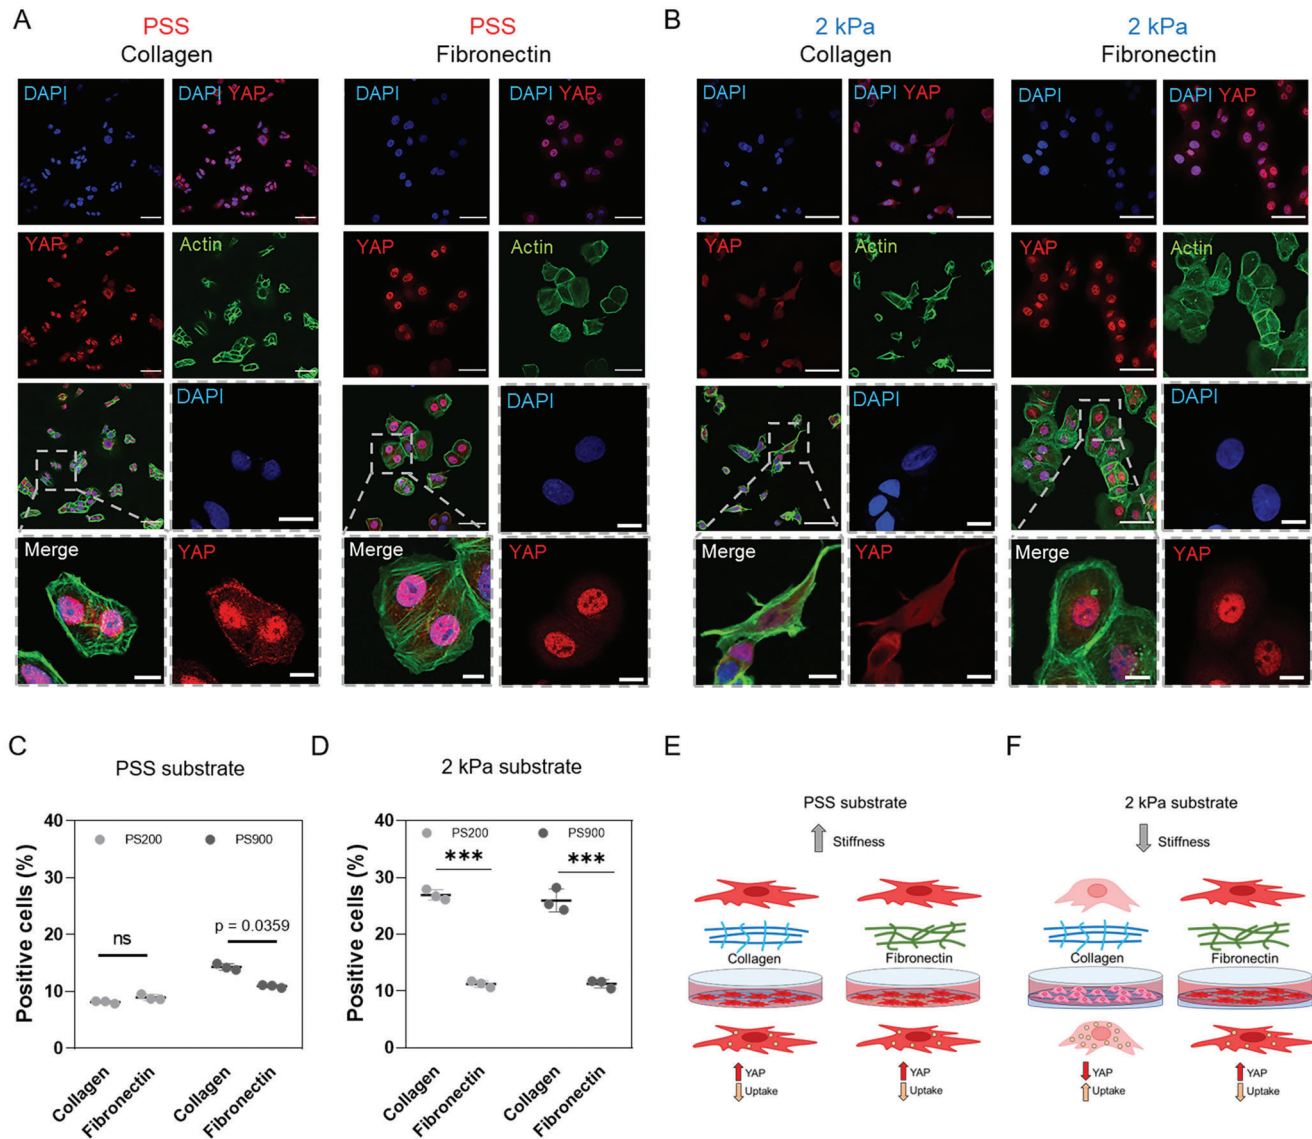 A
PSS
Collagen
PSS
Fibronectin
DAPI
DAPI YAP
DAPI
DAPI YAP
YAP
Actin
YAP
Actin
DAPI
DAPI
Merge
YAP
Merge
YAP
B
2 kPa
Collagen
2 kPa
Fibronectin
DAPI
DAPI YAP
DAPI
DAPI YAP
YAP
Actin
YAP
Actin
DAPI
DAPI
Merge
YAP
Merge
YAP
C
PSS substrate
Positive cells (%)
40
30
20
10
0
PS200
PS900
ns
p = 0.0359
Collagen
Fibronectin
Collagen
Fibronectin
D
2 kPa substrate
Positive cells (%)
40
30
20
10
0
PS200
PS900
***
***
Collagen
Fibronectin
Collagen
Fibronectin
E
PSS substrate
Stiffness
Collagen
Fibronectin
YAP
Uptake
YAP
Uptake
F
2 kPa substrate
Stiffness
Collagen
Fibronectin
YAP
Uptake
YAP
Uptake